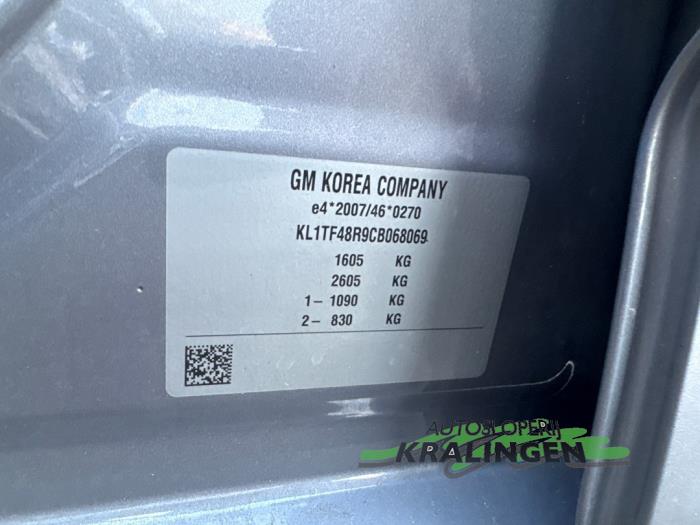 GM KOREA COMPANY
e4*2007/46*0270
KL1TF48R9CB068069
1605 KG
2605 KG
1- 1090 KG
2- 830 KG
AUTOSLOPERIJ
KRALINGEN